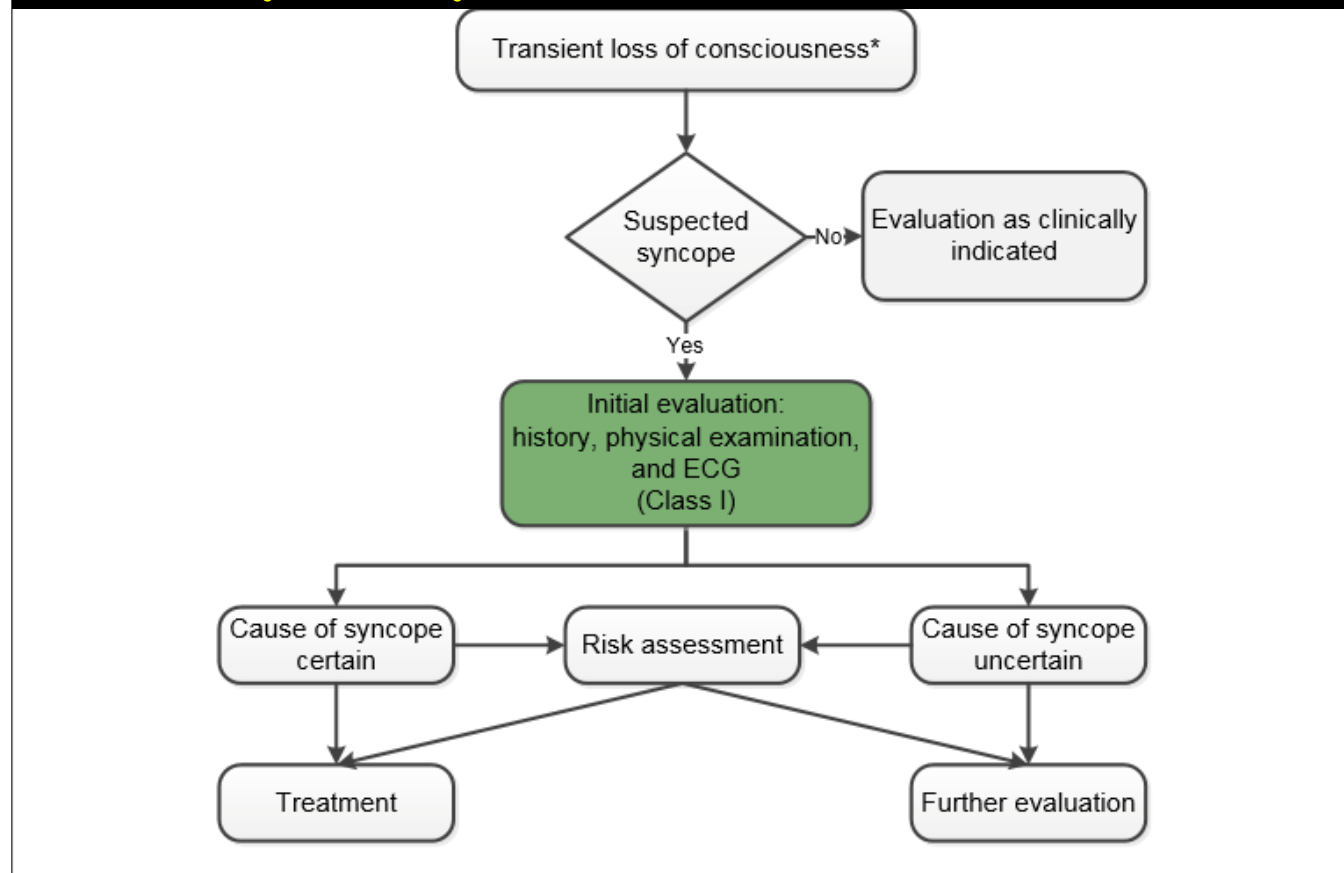 Transient loss of consciousness*
Suspected
syncope
No
Evaluation as clinically
indicated
Yes
Initial evaluation:
history, physical examination,
and ECG
(Class I)
Cause of syncope
certain
Risk assessment
Cause of syncope
uncertain
Treatment
Further evaluation